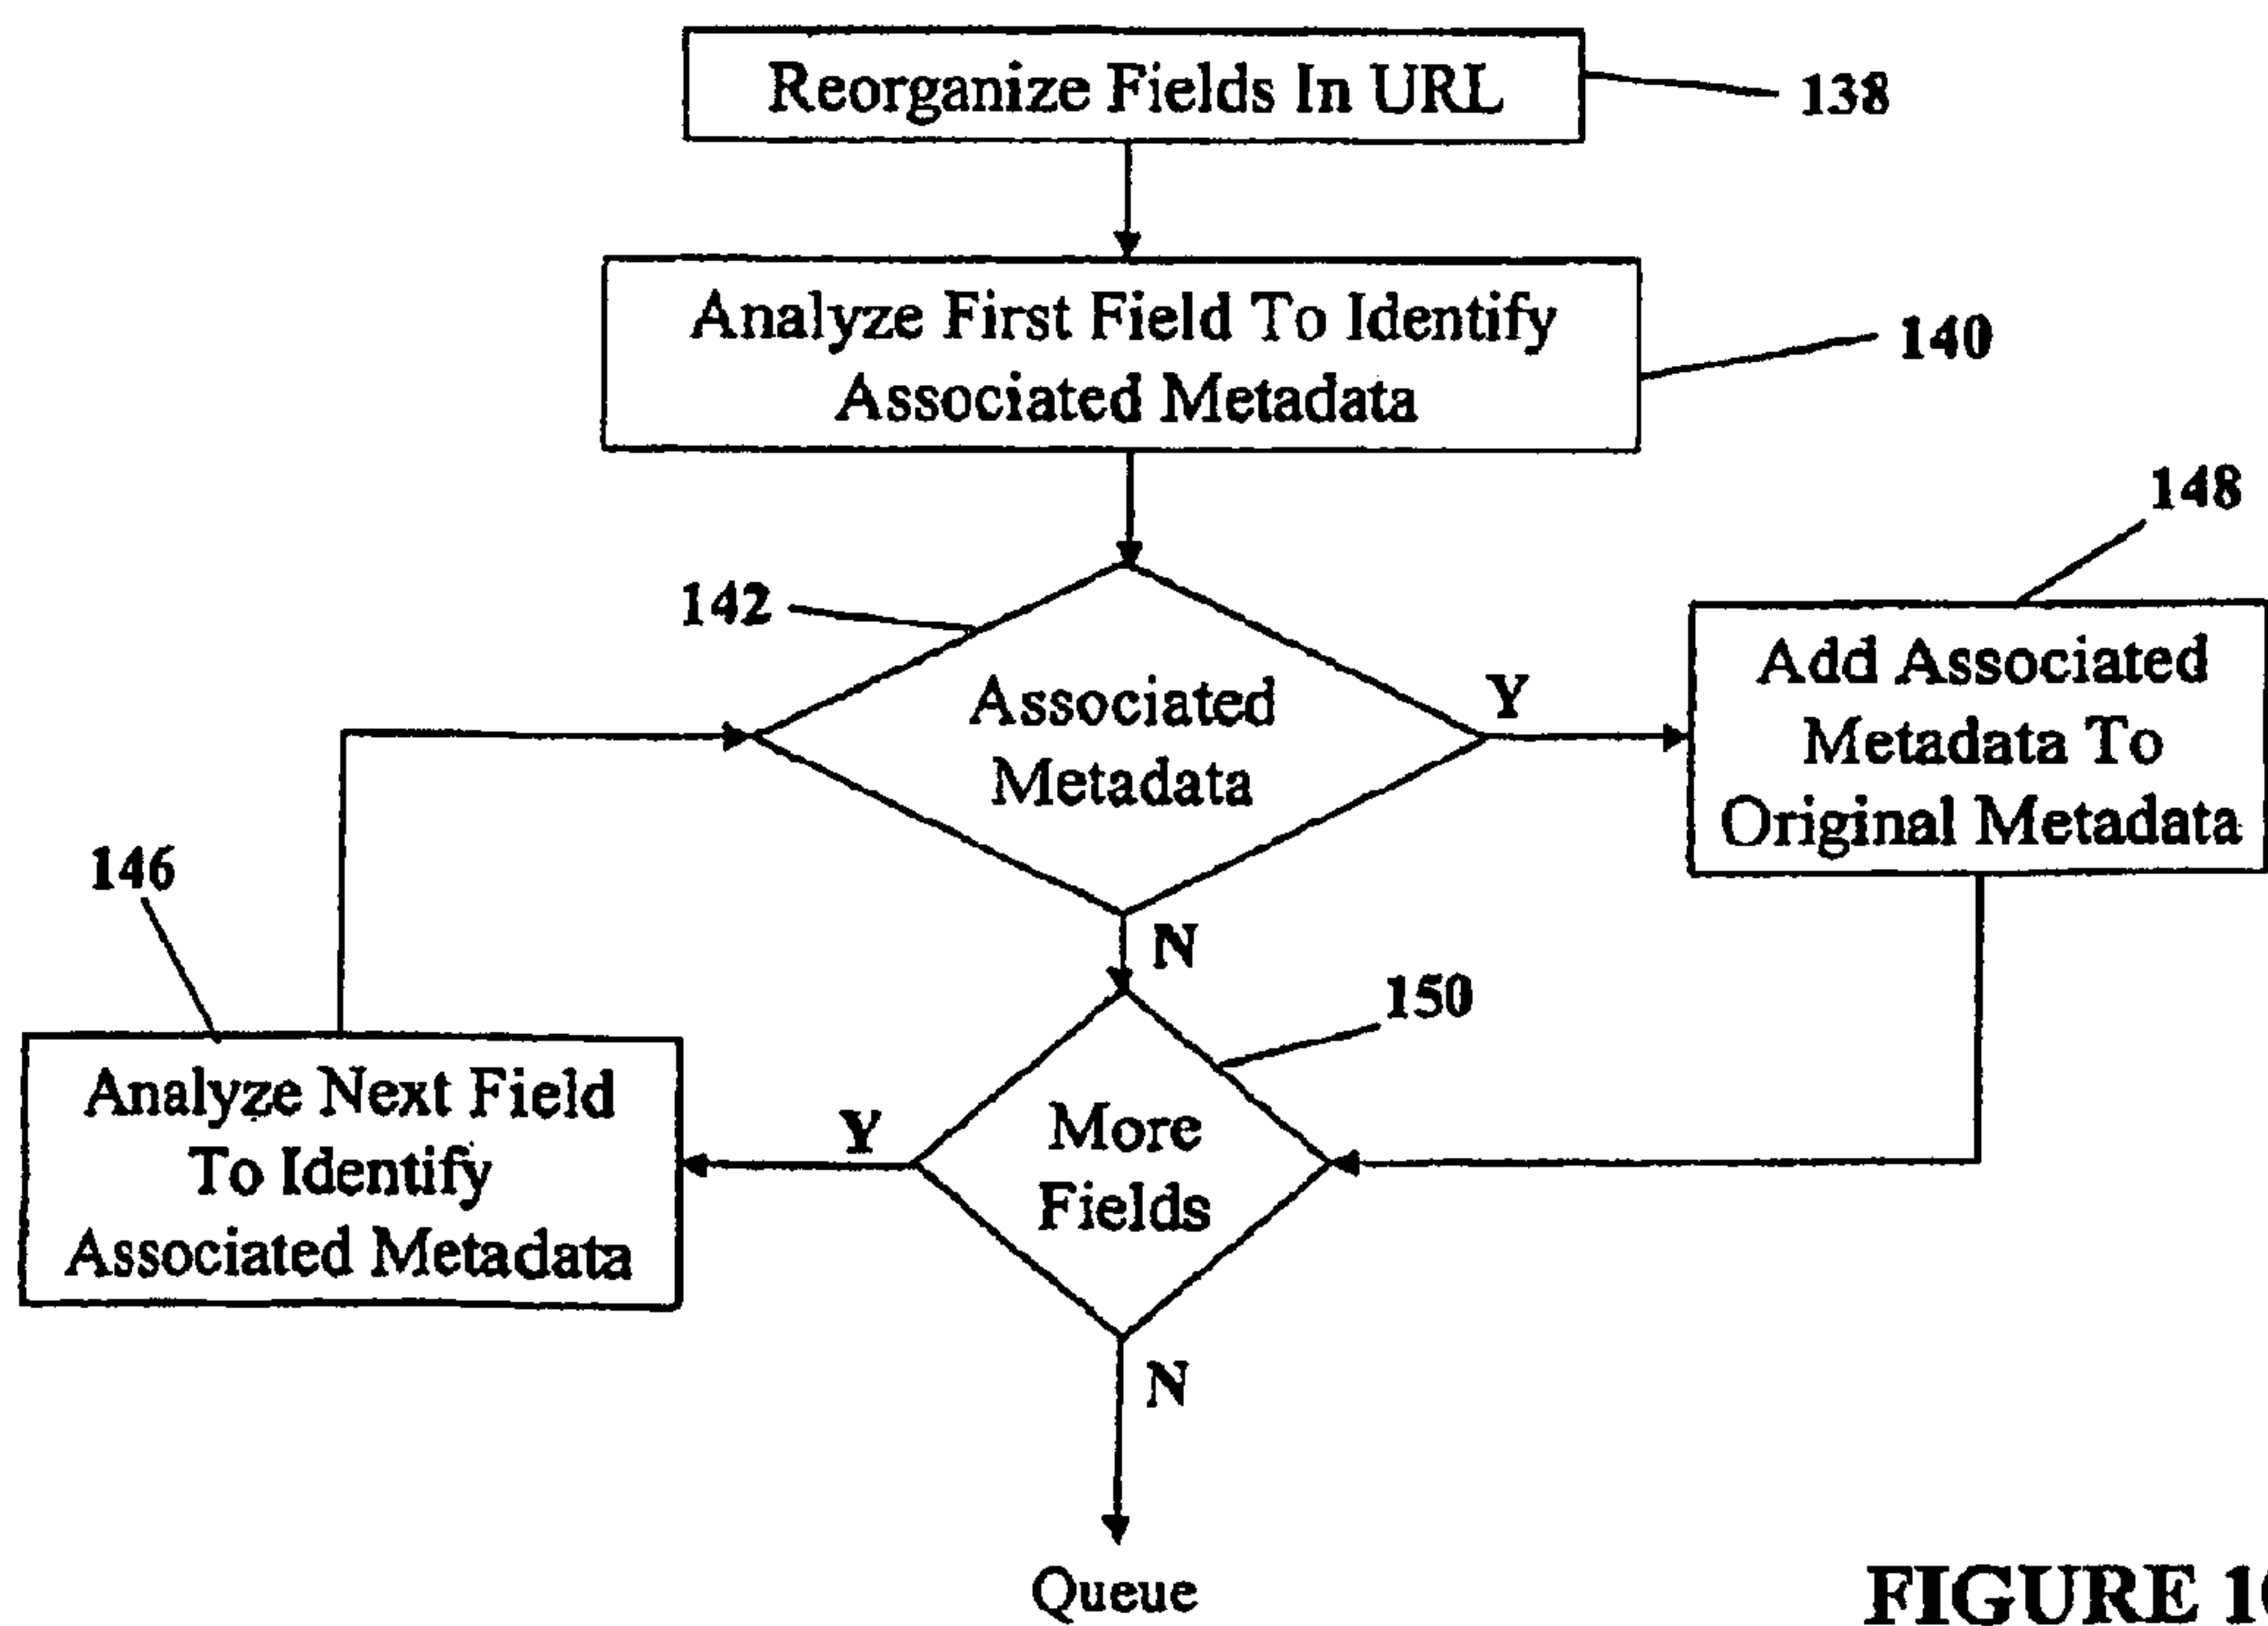 Reorganize Fields In URL
138
Analyze First Field To Identify
Associated Metadata
140
148
142
Associated
Metadata
Y
Add Associated
Metadata To
Original Metadata
146
N
150
Analyze Next Field
To Identify
Associated Metadata
Y
More
Fields
N
Queue
FIGURE